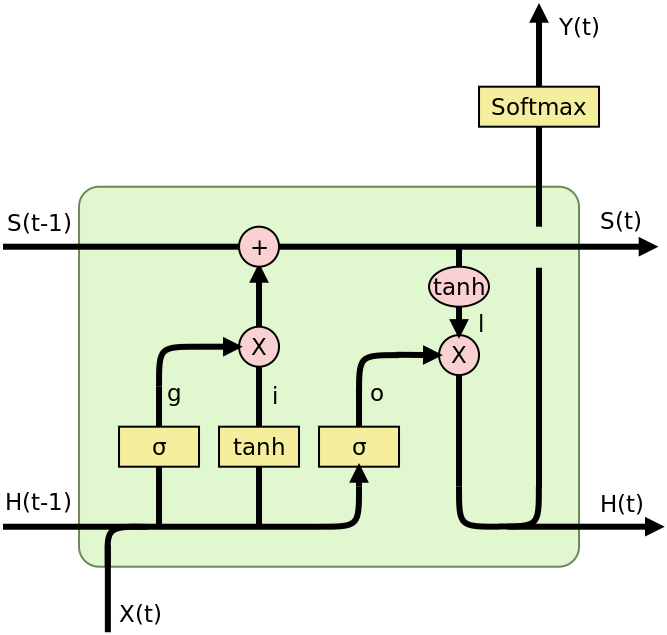 Y(t)
Softmax
S(t-1)
S(t)
+
tanh
l
X
X
g
i
o
σ
tanh
σ
H(t-1)
H(t)
X(t)